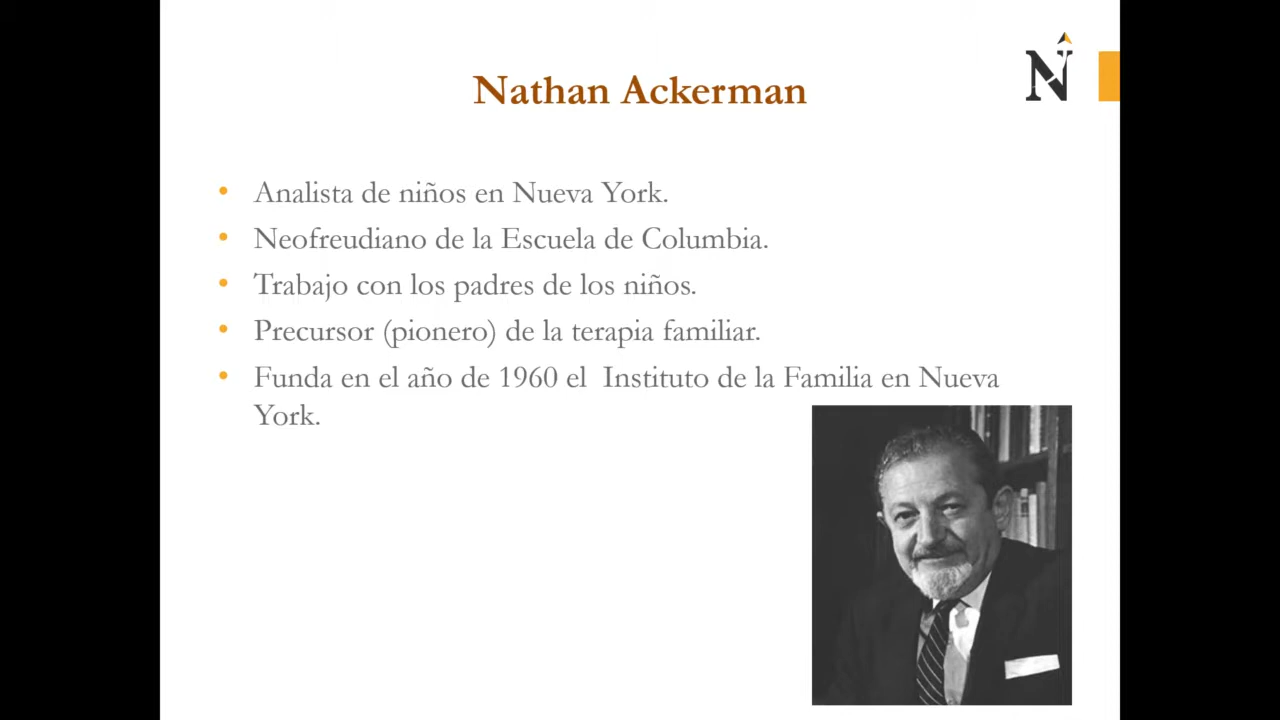 Nathan Ackerman
N
• Analista de niños en Nueva York.
• Neofreudiano de la Escuela de Columbia.
• Trabajo con los padres de los niños.
• Precursor (pionero) de la terapia familiar.
• Funda en el año de 1960 el  Instituto de la Familia en Nueva
York.